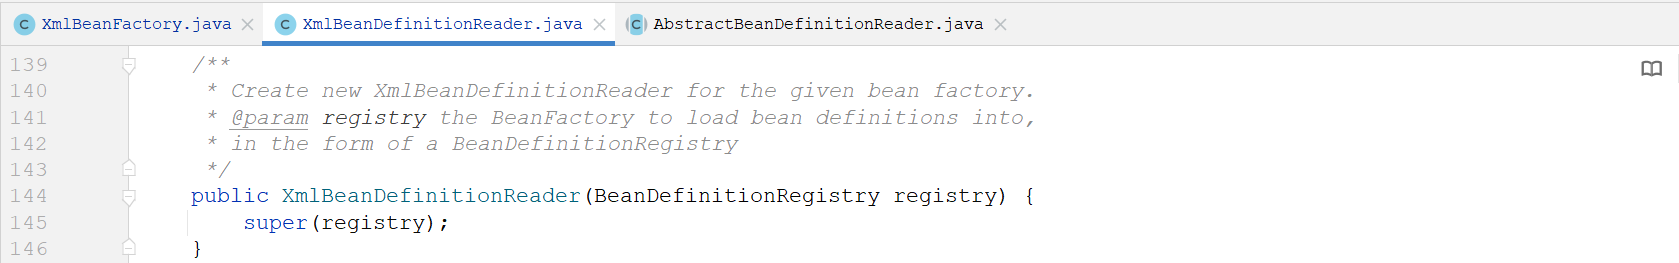 XmlBeanFactory.java XmlBeanDefinitionReader.java AbstractBeanDefinitionReader.java
139 /**
140 * Create new XmlBeanDefinitionReader for the given bean factory.
141 * @param registry the BeanFactory to load bean definitions into,
142 * in the form of a BeanDefinitionRegistry
143 */
144 public XmlBeanDefinitionReader(BeanDefinitionRegistry registry) {
145 super(registry);
146 }